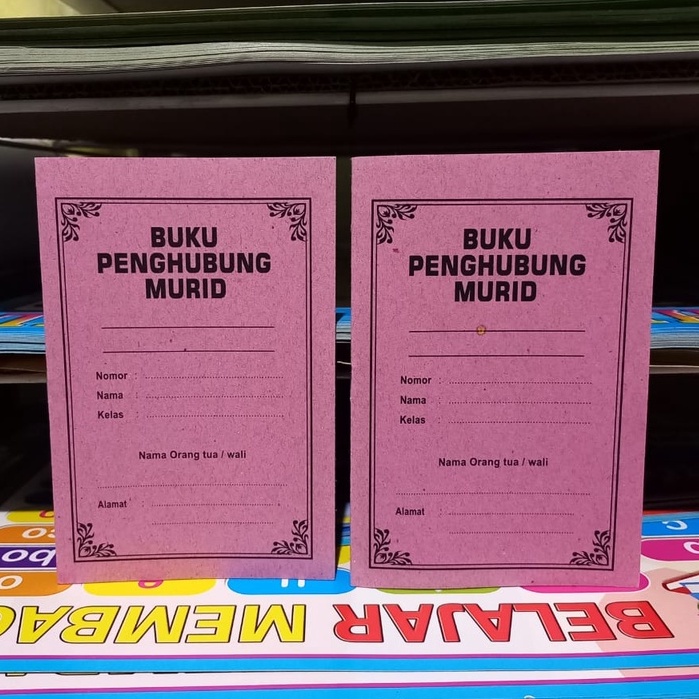 BUKU
PENGHUBUNG
MURID
Nomor :
Nama :
Kelas :
Nama Orang tua / wali
Alamat :
BUKU
PENGHUBUNG
MURID
Nomor :
Nama :
Kelas :
Nama Orang tua / wali
Alamat :
BELAJAR MEMBAC